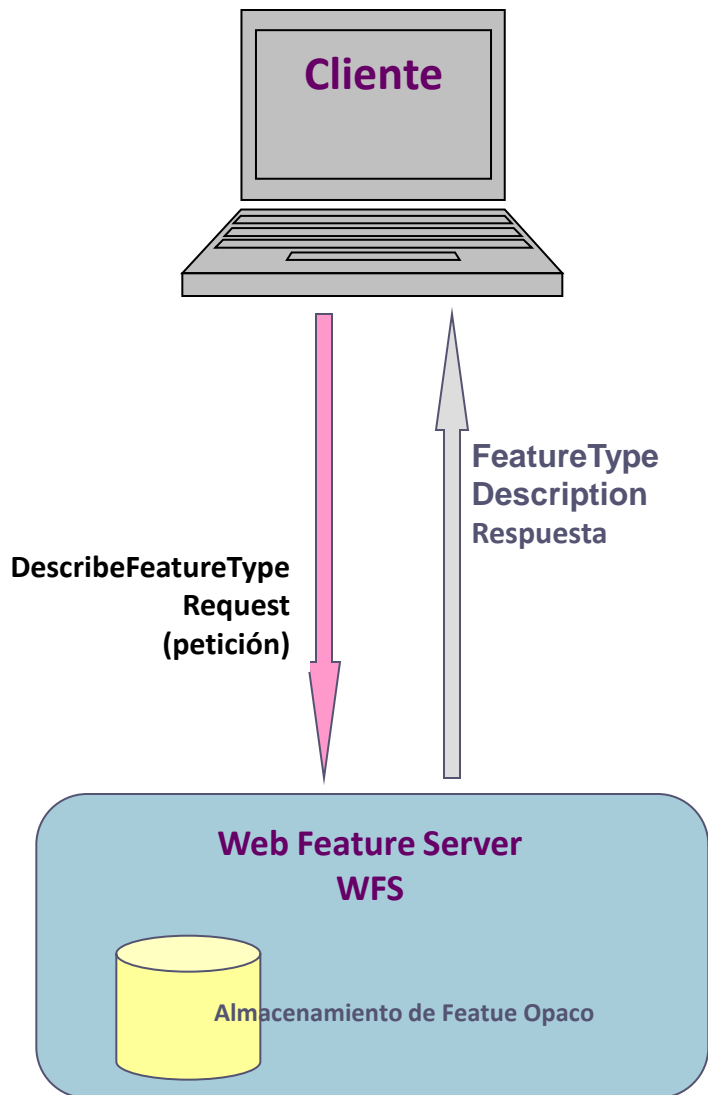 Cliente
FeatureType
Description
Respuesta
DescribeFeatureType
Request
(petición)
Web Feature Server
WFS
Almacenamiento de Featue Opaco